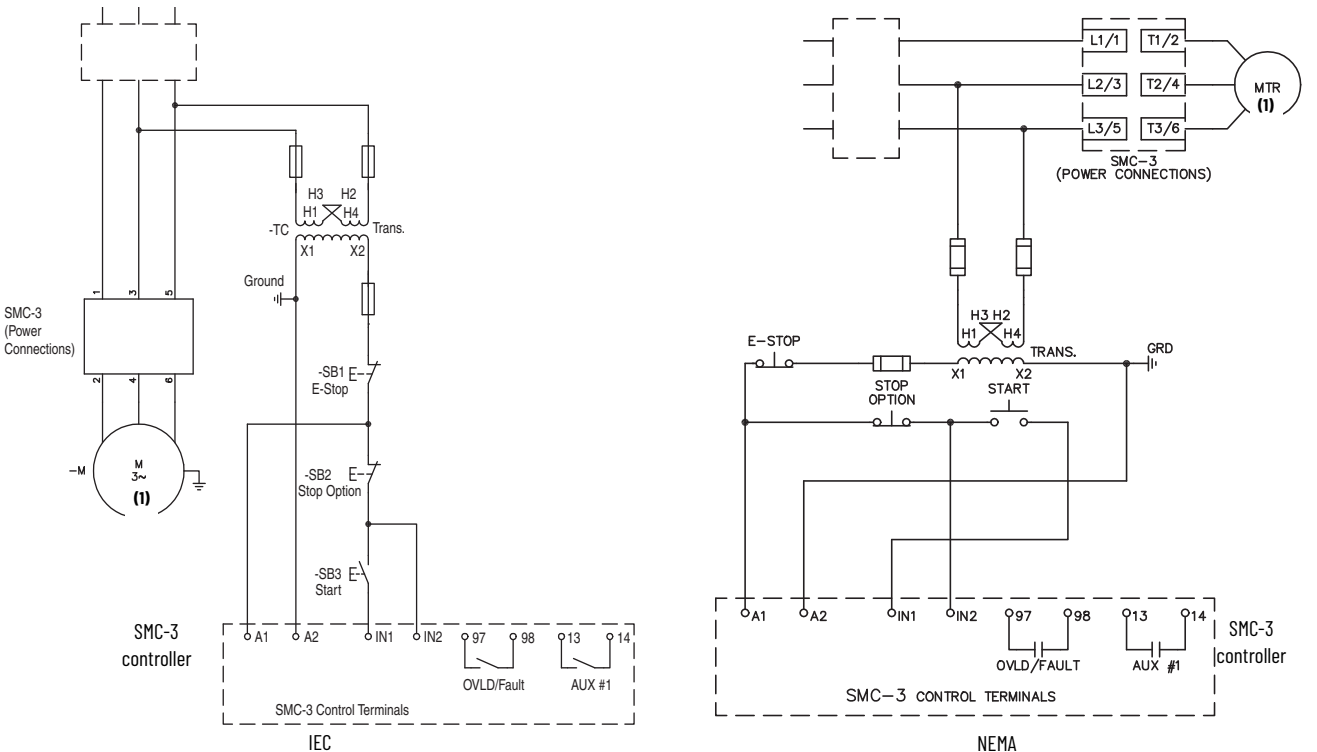 H3 H2
H1 H4
-TC Trans.
X1 X2
Ground
1 3 5
SMC-3
(Power
Connections)
2 4 6
-SB1
E-Stop
–M
M
3~
(1)
-SB2
Stop Option
-SB3
Start
SMC-3
controller
A1 A2 IN1 IN2 97 98 13 14
OVLD/Fault AUX #1
SMC-3 Control Terminals
IEC
L1/1 T1/2
L2/3 T2/4
L3/5 T3/6
MTR
(1)
SMC-3
(POWER CONNECTIONS)
H3 H2
H1 H4
E-STOP
TRANS.
GRD
X1 X2
STOP
OPTION
START
A1 A2 IN1 IN2 97 98 13 14
SMC-3
controller
OVLD/FAULT AUX #1
SMC-3 CONTROL TERMINALS
NEMA